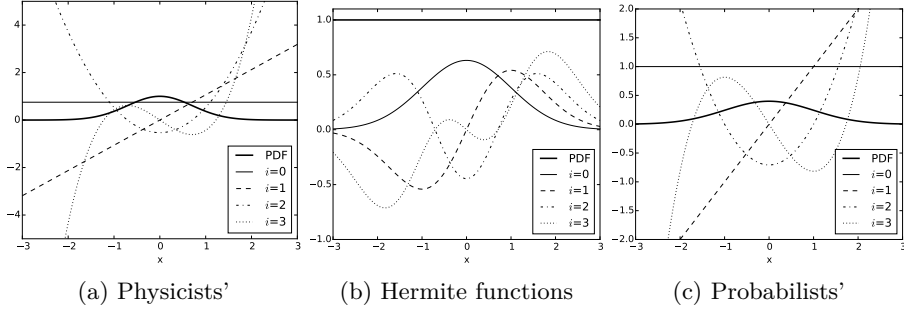 4
2
0
−2
−4
−3
−2
−1
0
1
2
3
x
PDF
i=0
i=1
i=2
i=3
1.0
0.5
0.0
−0.5
−1.0
−3
−2
−1
0
1
2
3
x
PDF
i=0
i=1
i=2
i=3
2.0
1.5
1.0
0.5
0.0
−0.5
−1.0
−1.5
−2.0
−3
−2
−1
0
1
2
3
x
PDF
i=0
i=1
i=2
i=3
(a) Physicists’
(b) Hermite functions
(c) Probabilists’